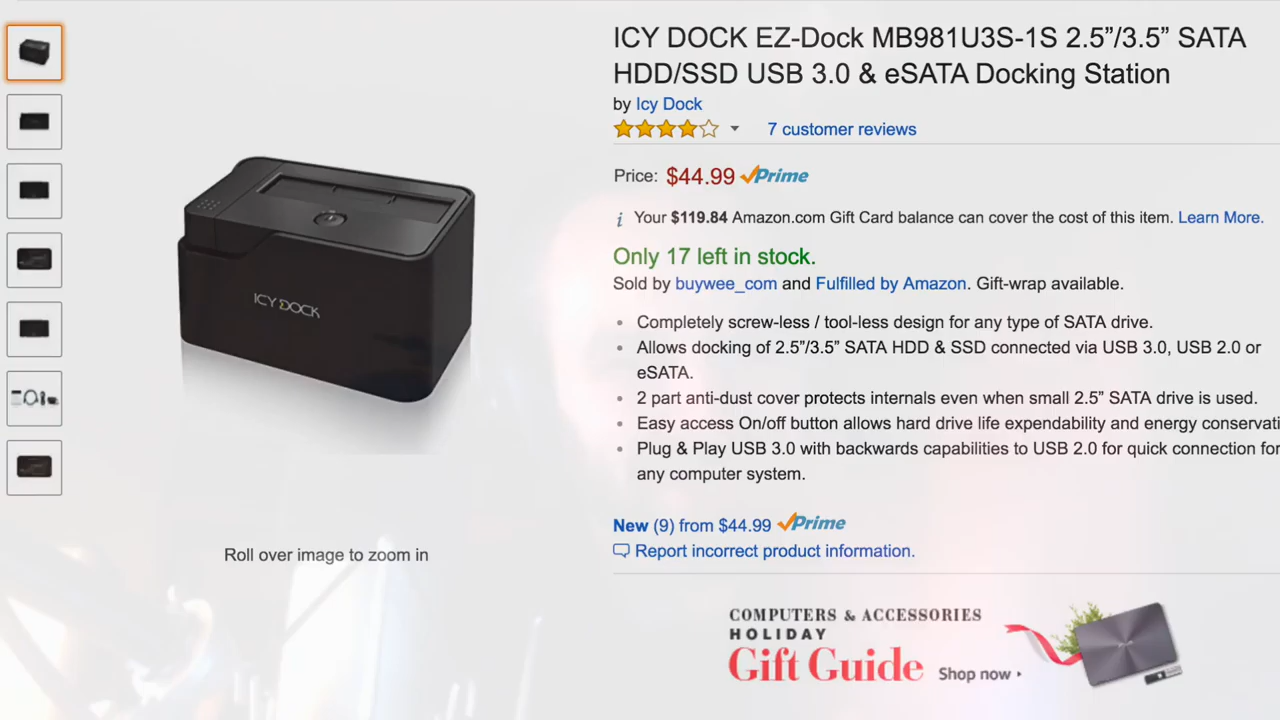 ICY DOCK EZ-Dock MB981U3S-1S 2.5”/3.5” SATA
HDD/SSD USB 3.0 & eSATA Docking Station
by Icy Dock
7 customer reviews
Price: $44.99 Prime
Your $119.84 Amazon.com Gift Card balance can cover the cost of this item. Learn More.
Only 17 left in stock.
Sold by buywee_com and Fulfilled by Amazon. Gift-wrap available.
Completely screw-less / tool-less design for any type of SATA drive.
Allows docking of 2.5”/3.5” SATA HDD & SSD connected via USB 3.0, USB 2.0 or
eSATA.
2 part anti-dust cover protects internals even when small 2.5” SATA drive is used.
Easy access On/off button allows hard drive life expendability and energy conservati
Plug & Play USB 3.0 with backwards capabilities to USB 2.0 for quick connection for
any computer system.
New (9) from $44.99 Prime
Report incorrect product information.
ICY DOCK
Roll over image to zoom in
COMPUTERS & ACCESSORIES
HOLIDAY
Gift Guide Shop now